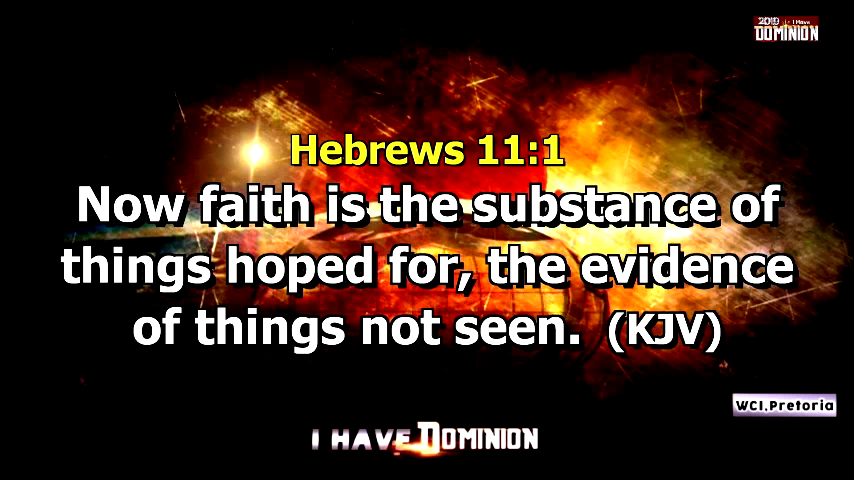 2019 I Have
DOMINION
Hebrews 11:1
Now faith is the substance of
things hoped for, the evidence
of things not seen. (KJV)
WCI.Pretoria
I HAVE DOMINION